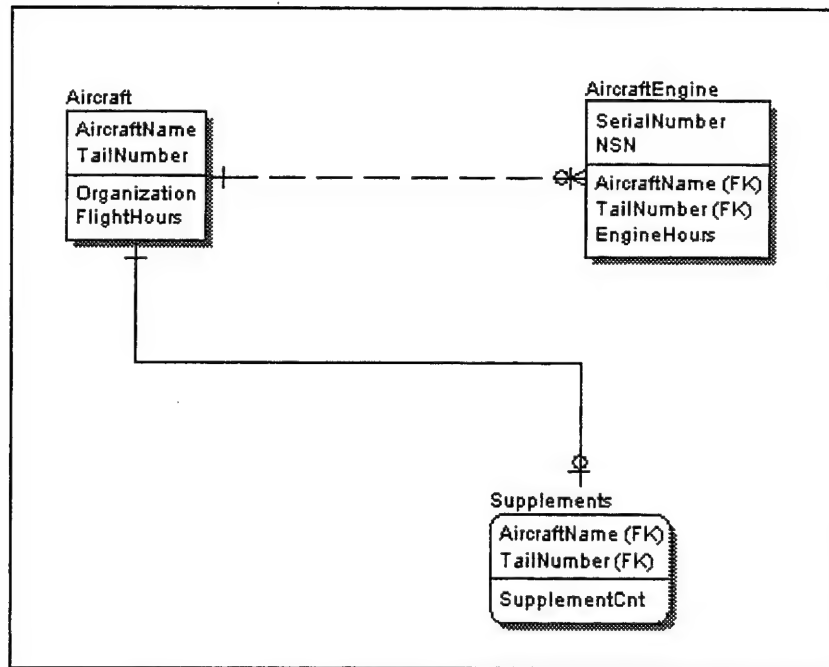 Aircraft
AircraftName
TailNumber
Organization
FlightHours
AircraftEngine
SerialNumber
NSN
AircraftName (FK)
TailNumber (FK)
EngineHours
Supplements
AircraftName (FK)
TailNumber (FK)
SupplementCnt